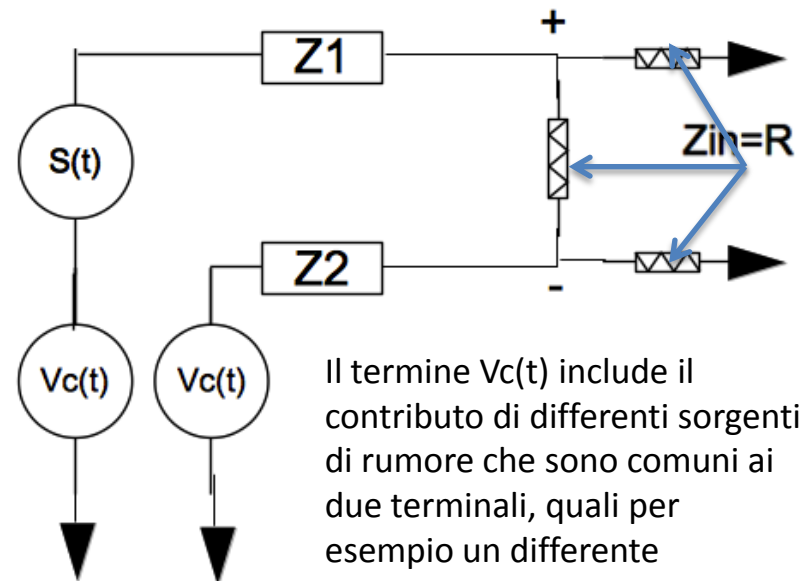 Z1
+
S(t)
Zin=R
Z2
-
Vc(t)
Vc(t)
Il termine Vc(t) include il
contributo di differenti sorgenti
di rumore che sono comuni ai
due terminali, quali per
esempio un differente